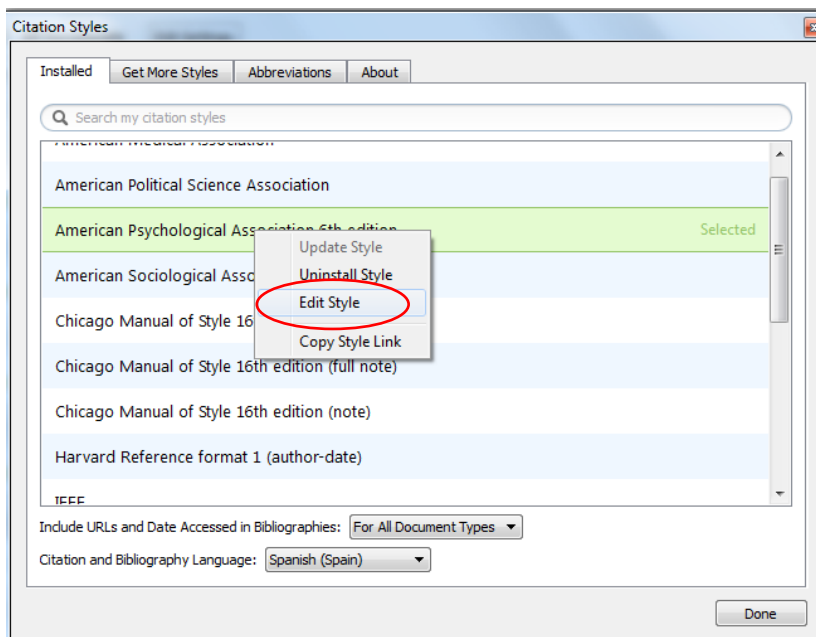 Citation Styles
Installed Get More Styles Abbreviations About
Search my citation styles
American Medical Association
American Political Science Association
American Psychological Association 6th edition Selected
Update Style
American Sociological Asso
Uninstall Style
Edit Style
Chicago Manual of Style 16
Copy Style Link
Chicago Manual of Style 16th edition (full note)
Chicago Manual of Style 16th edition (note)
Harvard Reference format 1 (author-date)
IEEE
Include URLs and Date Accessed in Bibliographies: For All Document Types
Citation and Bibliography Language: Spanish (Spain)
Done